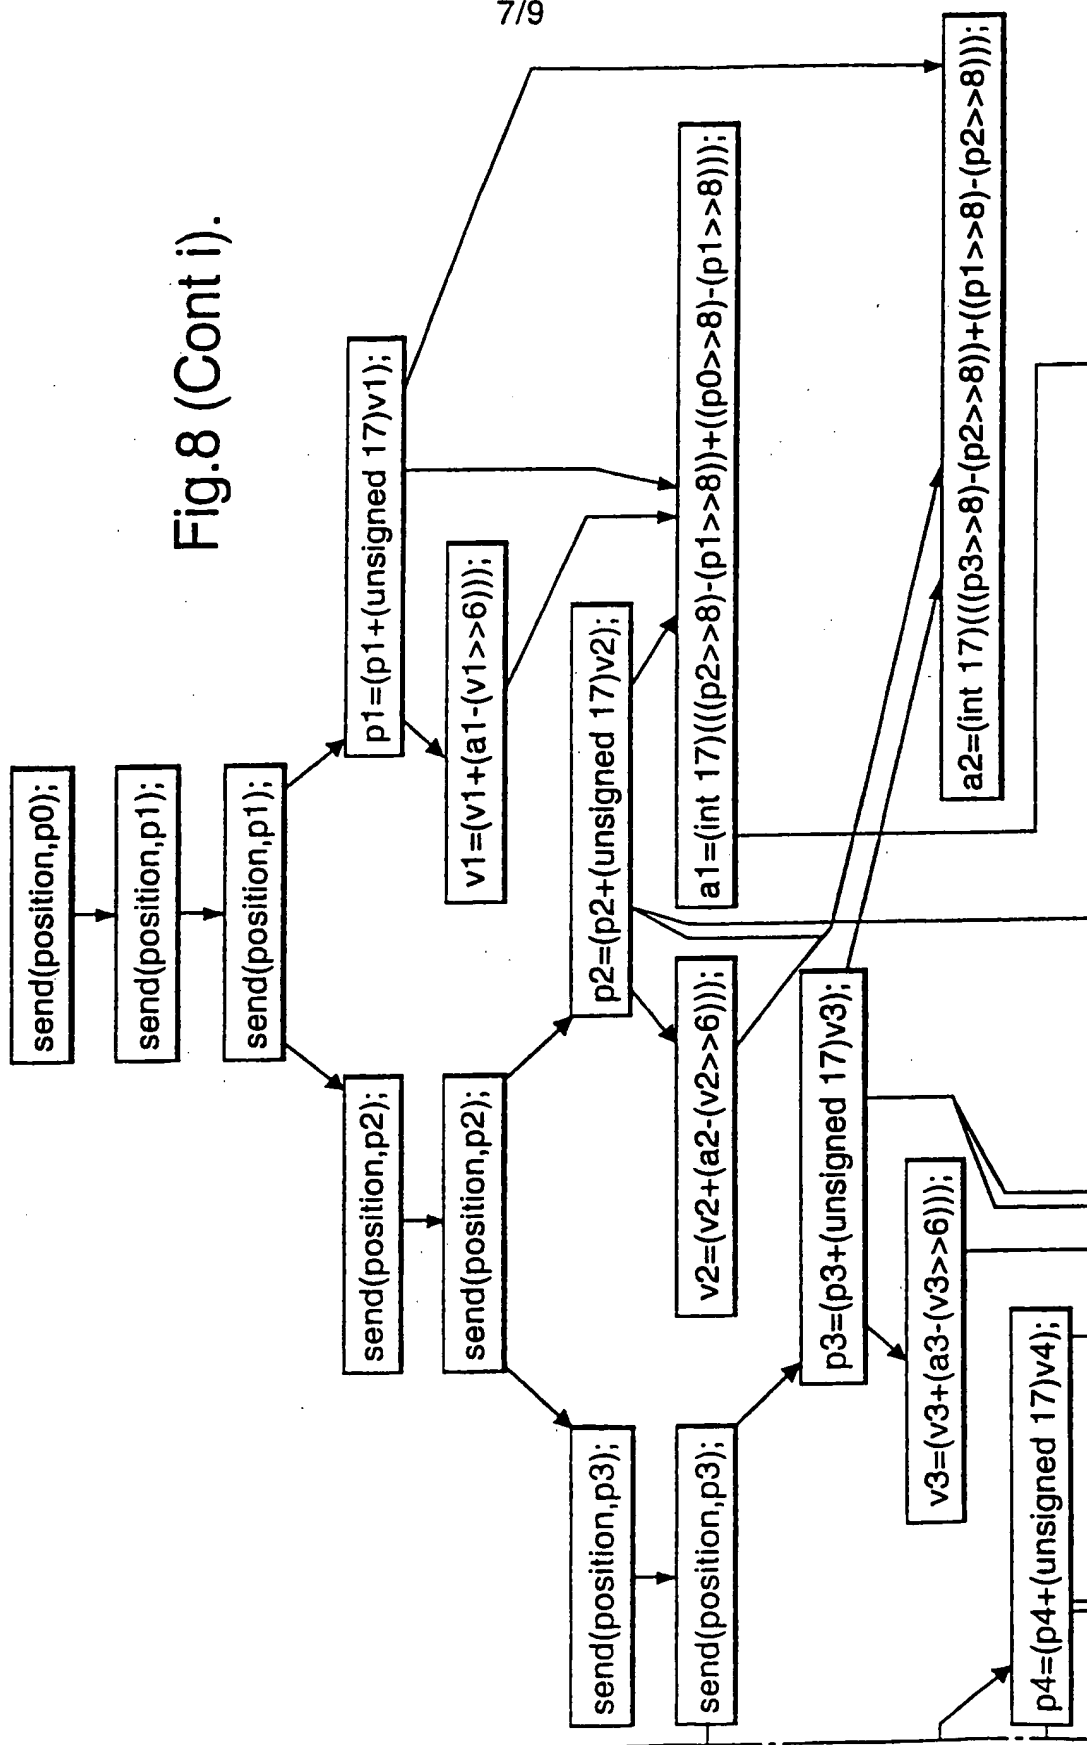 7/9
Fig.8 (Cont i).
send(position,p0);
send(position,p1);
send(position,p1);
p1=(p1+(unsigned 17)v1);
send(position,p2);
v1=(v1+(a1-(v1>>6)));
send(position,p2);
p2=(p2+(unsigned 17)v2);
send(position,p3);
a1=(int 17)(((p2>>8)-(p1>>8))+((p0>>8)-(p1>>8)));
v2=(v2+(a2-(v2>>6)));
send(position,p3);
p3=(p3+(unsigned 17)v3);
v3=(v3+(a3-(v3>>6)));
a2=(int 17)(((p3>>8)-(p2>>8))+((p1>>8)-(p2>>8)));
p4=(p4+(unsigned 17)v4);